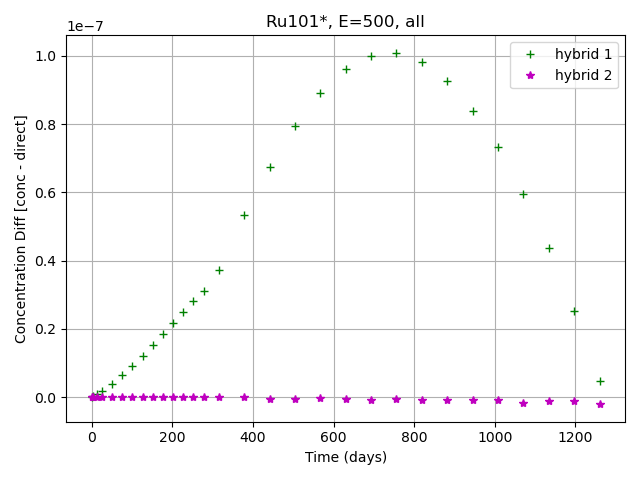 Ru101*, E=500, all
1e−7
hybrid 1
hybrid 2
1.0
0.8
0.6
0.4
0.2
0.0
Concentration Diff [conc - direct]
0 200 400 600 800 1000 1200
Time (days)